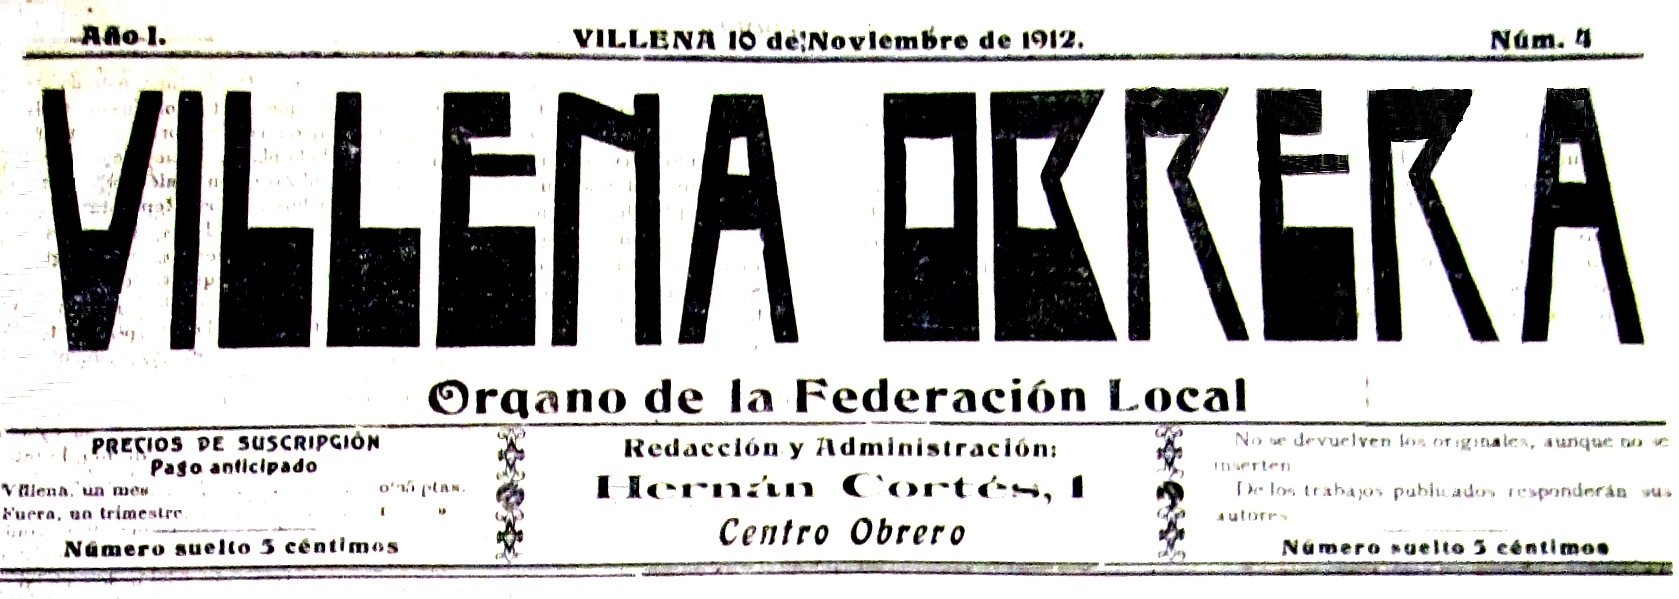 Año I.
VILLENA 10 de Noviembre de 1912.
Núm. 4
VILLENA OBRERA
Organo de la Federación Local
PRECIOS DE SUSCRIPCIÓN
Pago anticipado
Villena, un mes ptas.
Fuera, un trimestre
Número suelto 5 céntimos
Redacción y Administración:
Hernán Cortés, 1
Centro Obrero
No se devuelven los originales, aunque no se
inserten
De los trabajos publicados responderán sus
autores
Número suelto 5 céntimos